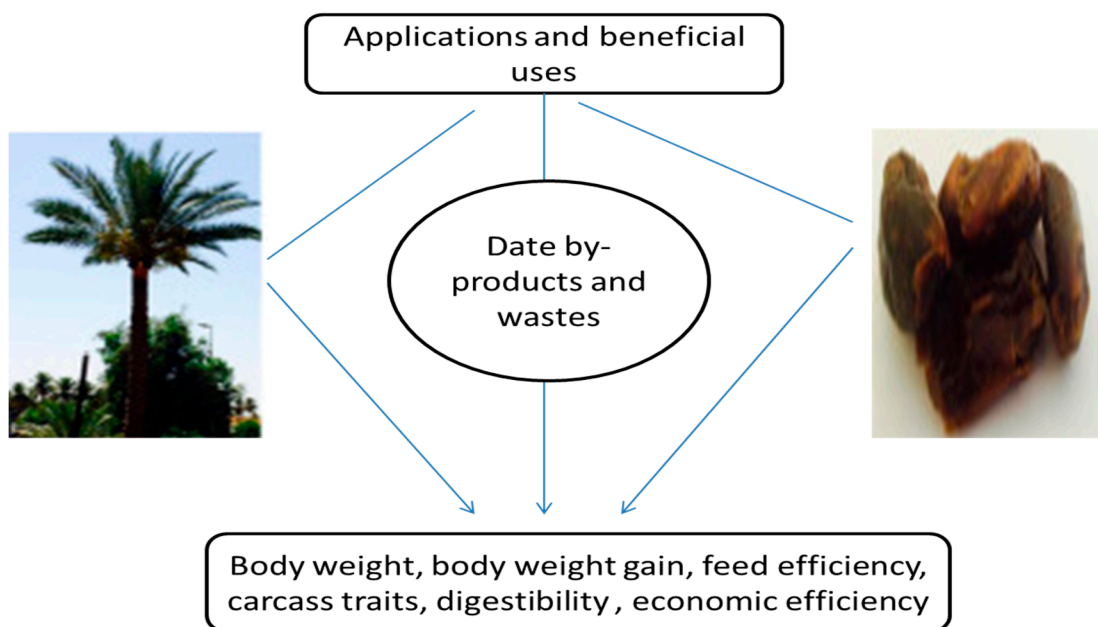 Applications and beneficial
uses
Date by-
products and
wastes
Body weight, body weight gain, feed efficiency,
carcass traits, digestibility , economic efficiency